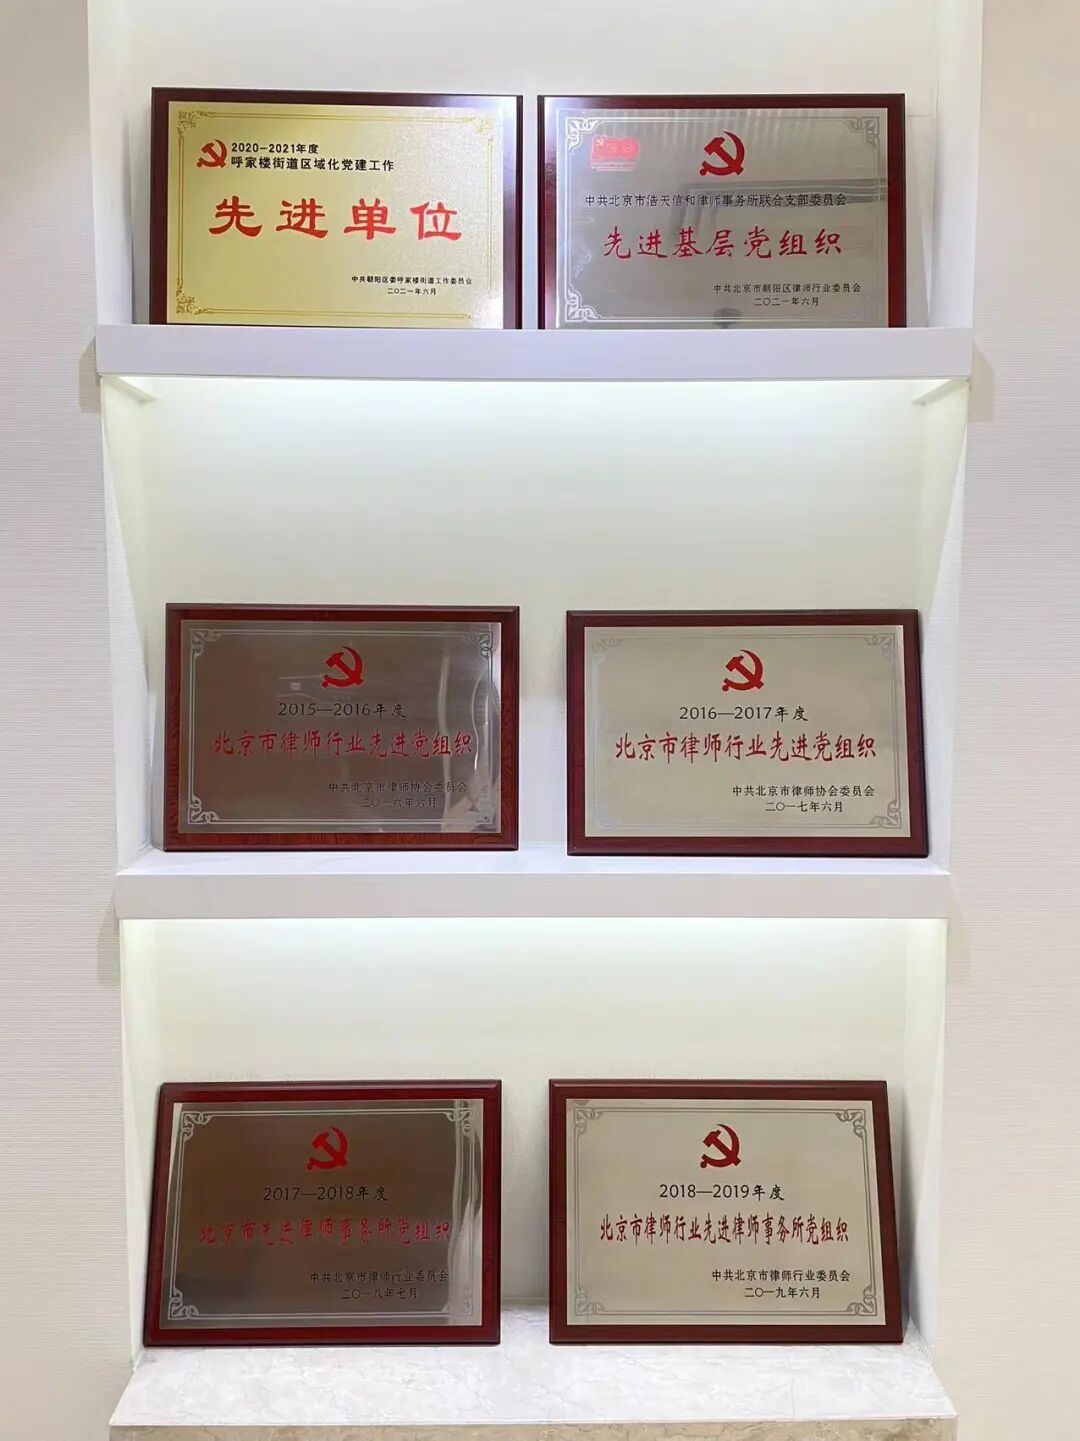 2020-2021年度
呼家楼街道区域化党建工作
先进单位
中共朝阳区委呼家楼街道工作委员会
二〇二一年六月
100
中共北京市浩天信和律师事务所联合支部委员会
先进基层党组织
中共北京市朝阳区律师行业委员会
二〇二一年六月
2015—2016年度
北京市律师行业先进党组织
中共北京市律师协会委员会
二〇一六年六月
2016—2017年度
北京市律师行业先进党组织
中共北京市律师协会委员会
二〇一七年六月
2017—2018年度
北京市先进律师事务所党组织
中共北京市律师行业委员会
二〇一八年七月
2018—2019年度
北京市律师行业先进律师事务所党组织
中共北京市律师行业委员会
二〇一九年六月